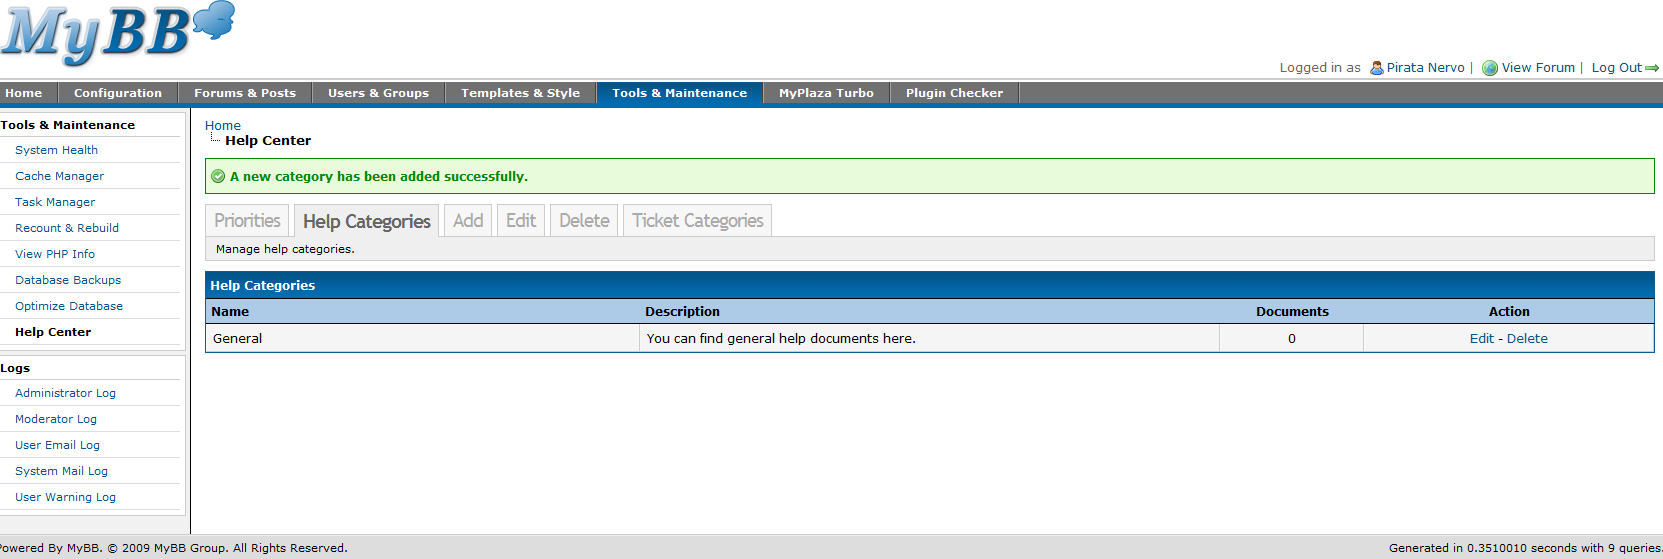 MyBB
Logged in as Pirata Nervo | View Forum | Log Out
Home Configuration Forums & Posts Users & Groups Templates & Style Tools & Maintenance MyPlaza Turbo Plugin Checker
Tools & Maintenance
System Health
Cache Manager
Task Manager
Recount & Rebuild
View PHP Info
Database Backups
Optimize Database
Help Center
Logs
Administrator Log
Moderator Log
User Email Log
System Mail Log
User Warning Log
Home
Help Center
A new category has been added successfully.
Priorities Help Categories Add Edit Delete Ticket Categories
Manage help categories.
Help Categories
Name Description Documents Action
General You can find general help documents here. 0 Edit - Delete
Powered By MyBB. © 2009 MyBB Group. All Rights Reserved. Generated in 0.3510010 seconds with 9 queries